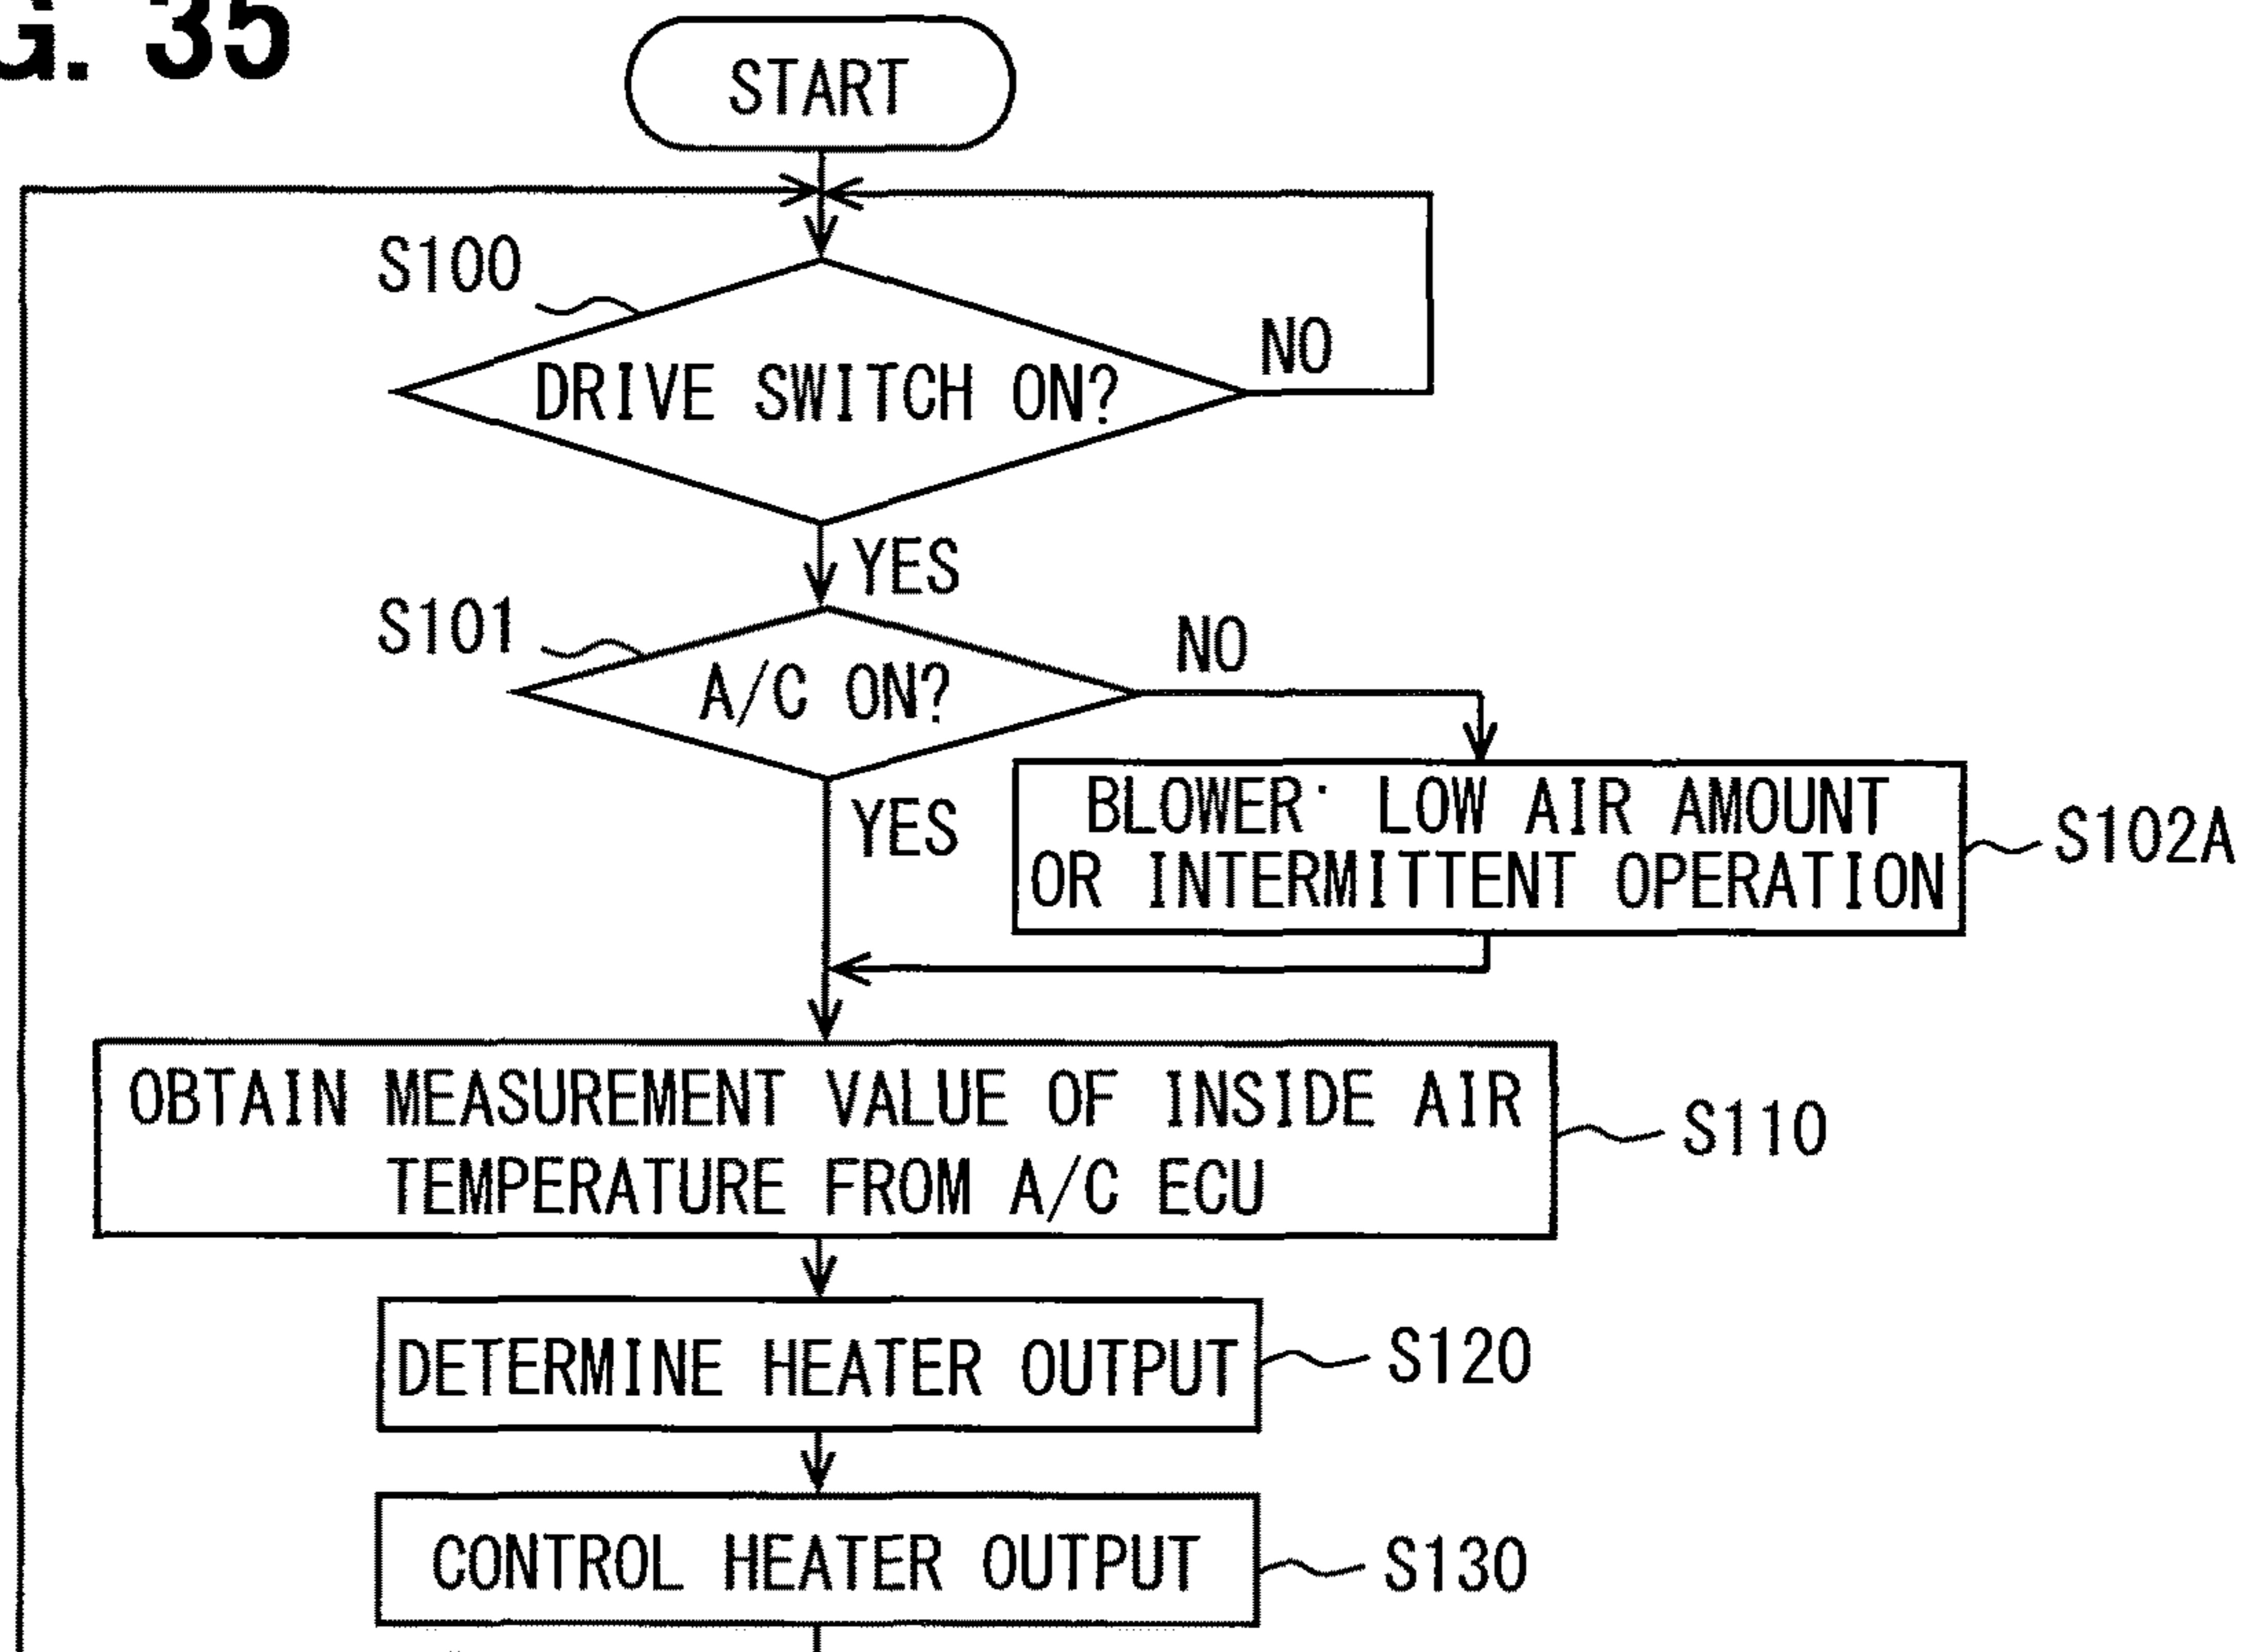 G. 35
START
S100
DRIVE SWITCH ON?
NO
YES
S101
A/C ON?
NO
YES
BLOWER: LOW AIR AMOUNT
OR INTERMITTENT OPERATION
S102A
OBTAIN MEASUREMENT VALUE OF INSIDE AIR
TEMPERATURE FROM A/C ECU
S110
DETERMINE HEATER OUTPUT
S120
CONTROL HEATER OUTPUT
S130